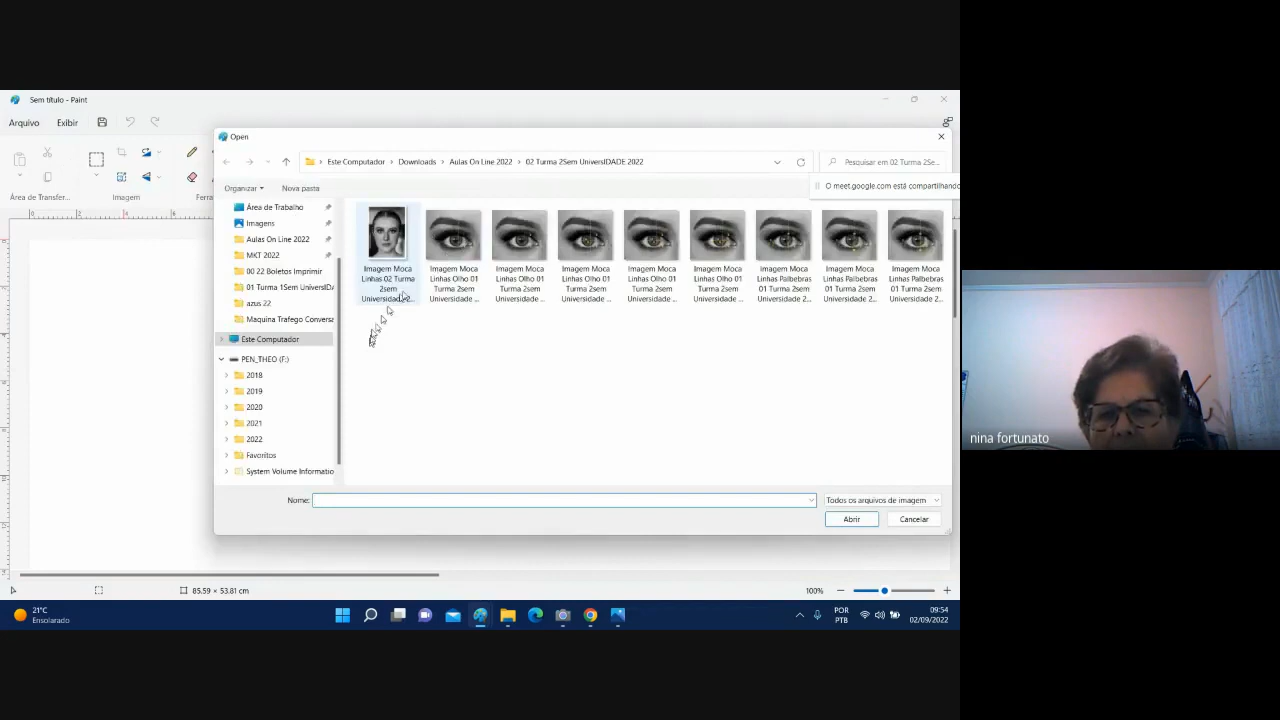 Sem título - Paint
Arquivo Exibir
Área de Transfer... Imagem Ferra
Open
Este Computador > Downloads > Aulas On Line 2022 > 02 Turma 2Sem UniversIDADE 2022
Pesquisar em 02 Turma 2Se...
Organizar Nova pasta
O meet.google.com está compartilhando
Área de Trabalho
Imagens
Aulas On Line 2022
MKT 2022
00 22 Boletos Imprimir
01 Turma 1Sem UniversIDA
azus 22
Maquina Trafego Conversa
Este Computador
PEN_THEO (F:)
2018
2019
2020
2021
2022
Favoritos
System Volume Informatio
Imagem Moca
Linhas 02 Turma
2sem
Universidade 2...
Imagem Moca
Linhas Olho 01
Turma 2sem
Universidade ...
Imagem Moca
Linhas Olho 01
Turma 2sem
Universidade ...
Imagem Moca
Linhas Olho 01
Turma 2sem
Universidade ...
Imagem Moca
Linhas Olho 01
Turma 2sem
Universidade ...
Imagem Moca
Linhas Olho 01
Turma 2sem
Universidade ...
Imagem Moca
Linhas Palbebras
01 Turma 2sem
Universidade 2...
Imagem Moca
Linhas Palbebras
01 Turma 2sem
Universidade 2...
Imagem Moca
Linhas Palbebras
01 Turma 2sem
Universidade 2...
Nome:
Todos os arquivos de imagem
Abrir Cancelar
85.59 × 53.81 cm
100%
21°C
Ensolarado
POR
PTB
09:54
02/09/2022
nina fortunato